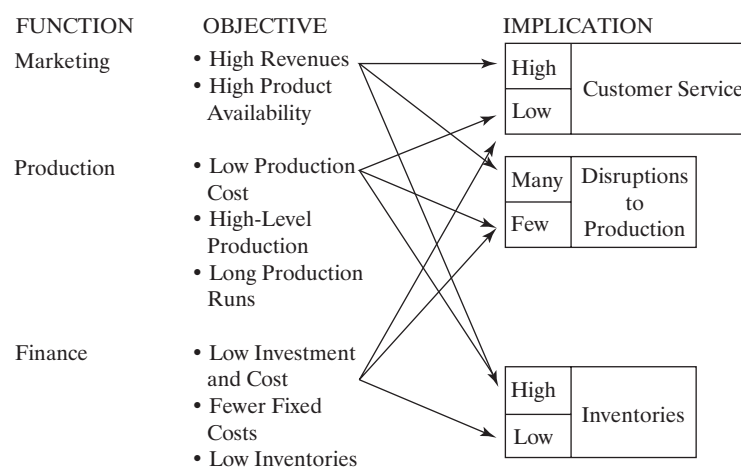 FUNCTION
OBJECTIVE
IMPLICATION
Marketing
• High Revenues
• High Product
Availability
High
Low
Customer Service
Production
• Low Production
Cost
• High-Level
Production
• Long Production
Runs
Many
Few
Disruptions
to
Production
Finance
• Low Investment
and Cost
• Fewer Fixed
Costs
• Low Inventories
High
Low
Inventories